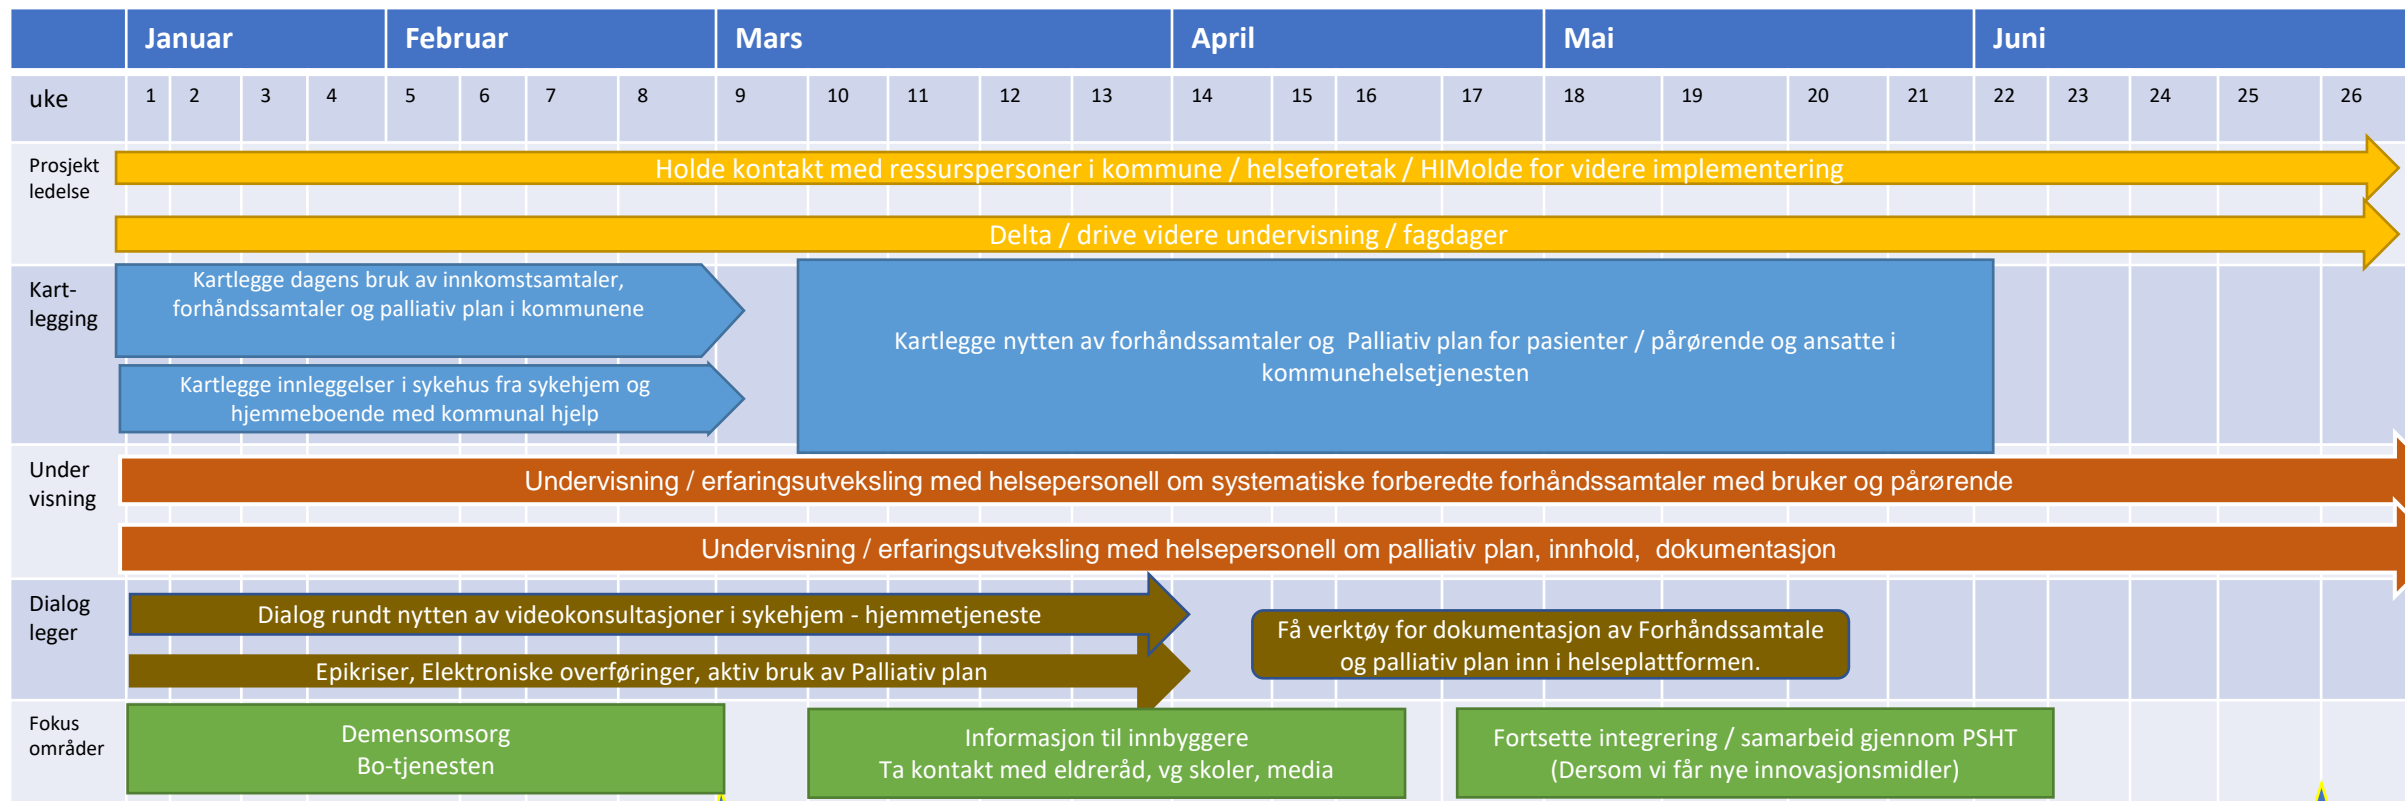 Januar Februar Mars April Mai Juni
uke 1 2 3 4 5 6 7 8 9 10 11 12 13 14 15 16 17 18 19 20 21 22 23 24 25 26
Prosjekt
ledelse
Holde kontakt med ressurspersoner i kommune / helseforetak / HIMolde for videre implementering
Delta / drive videre undervisning / fagdager
Kart-
legging
Kartlegge dagens bruk av innkomstsamtaler,
forhåndssamtaler og palliativ plan i kommunene
Kartlegge innleggelser i sykehus fra sykehjem og
hjemmeboende med kommunal hjelp
Kartlegge nytten av forhåndssamtaler og Palliativ plan for pasienter / pårørende og ansatte i
kommunehelsetjenesten
Under
visning
Undervisning / erfaringsutveksling med helsepersonell om systematiske forberedte forhåndssamtaler med bruker og pårørende
Undervisning / erfaringsutveksling med helsepersonell om palliativ plan, innhold, dokumentasjon
Dialog
leger
Dialog rundt nytten av videokonsultasjoner i sykehjem - hjemmetjeneste
Epikriser, Elektroniske overføringer, aktiv bruk av Palliativ plan
Få verktøy for dokumentasjon av Forhåndssamtale
og palliativ plan inn i helseplattformen.
Fokus
områder
Demensomsorg
Bo-tjenesten
Informasjon til innbyggere
Ta kontakt med eldreråd, vg skoler, media
Fortsette integrering / samarbeid gjennom PSHT
(Dersom vi får nye innovasjonsmidler)